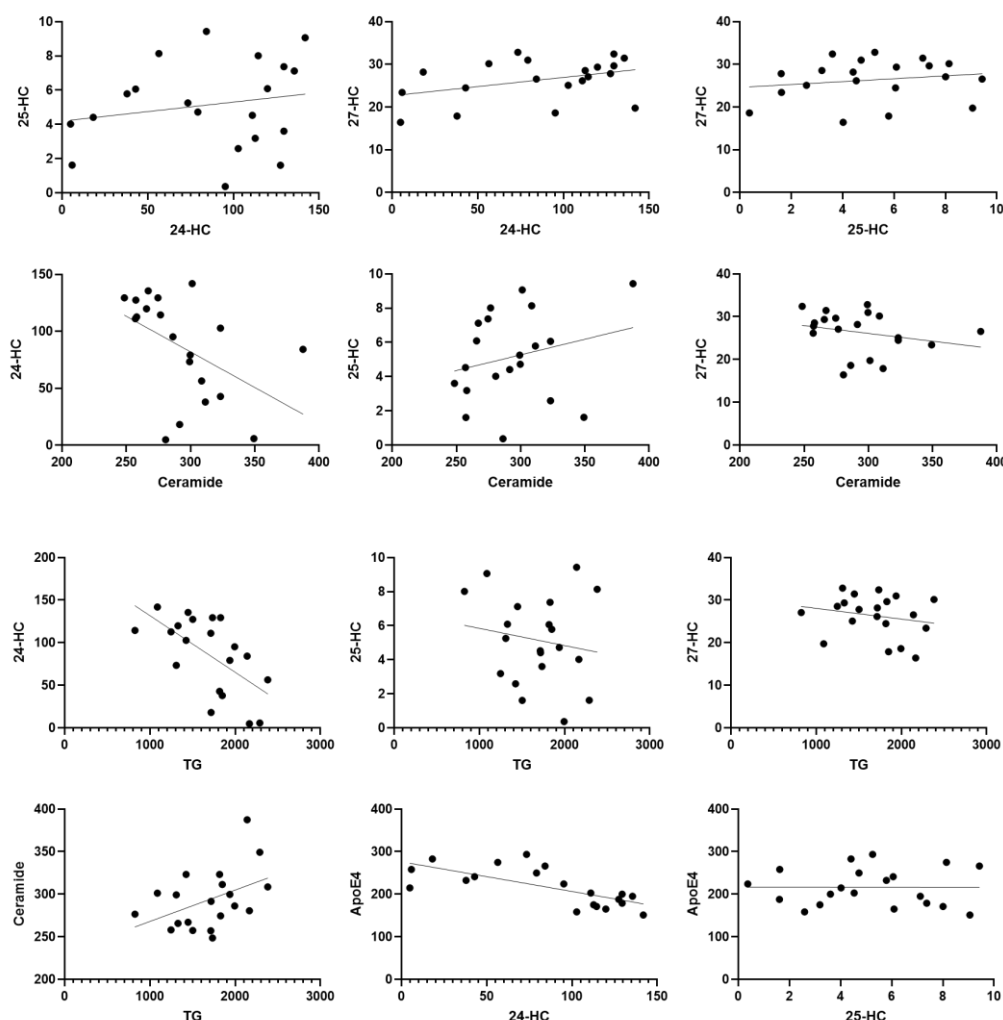 10 40 40
8 30 30
6
25-HC 27-HC 27-HC
20 20
4
2 10 10
0 0 0
0 50 100 150 0 50 100 150 0 2 4 6 8 10
24-HC 24-HC 25-HC
150 10 40
8
100 30
6
24-HC 25-HC 27-HC
20
4
50
2 10
0 0 0
200 250 300 350 400 200 250 300 350 400 200 250 300 350 400
Ceramide Ceramide Ceramide
200 10 40
8
150 30
6
24-HC 25-HC 27-HC
100 20
4
50 10
2
0 0 0
0 1000 2000 3000 0 1000 2000 3000 0 1000 2000 3000
TG TG TG
400 400 400
350 300 300
Ceramide ApoE4 ApoE4
300 200 200
250 100 100
200 0 0
0 1000 2000 3000 0 50 100 150 0 2 4 6 8 10
TG 24-HC 25-HC